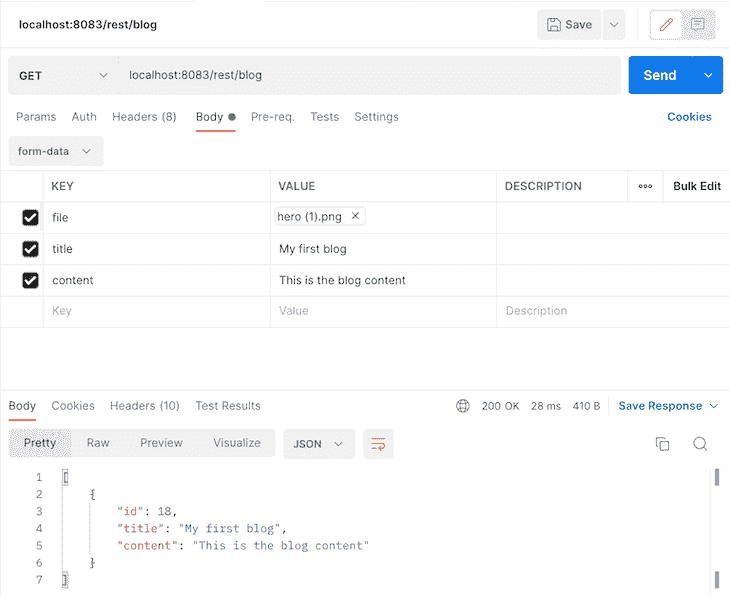 localhost:8083/rest/blog
Save
GET localhost:8083/rest/blog Send
Params Auth Headers (8) Body Pre-req. Tests Settings Cookies
form-data
KEY VALUE DESCRIPTION ooo Bulk Edit
file hero (1).png ✕
title My first blog
content This is the blog content
Key Value Description
Body Cookies Headers (10) Test Results 200 OK 28 ms 410 B Save Response
Pretty Raw Preview Visualize JSON
1 [
2 {
3 "id": 18,
4 "title": "My first blog",
5 "content": "This is the blog content"
6 }
7 ]